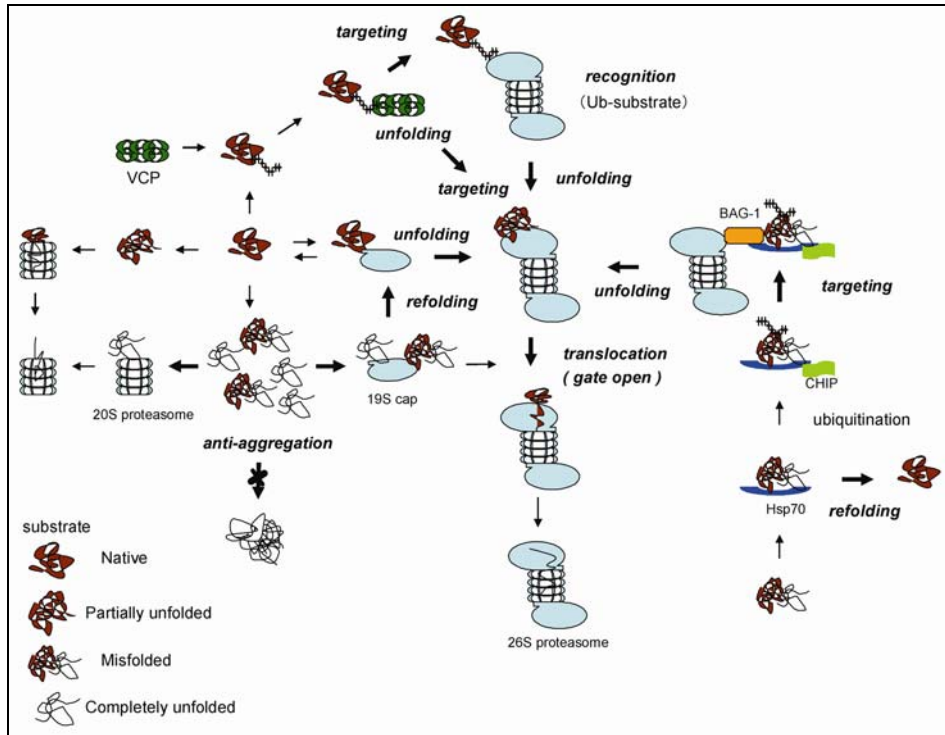 targeting
recognition
(Ub-substrate)
unfolding
VCP
targeting
unfolding
BAG-1
unfolding
unfolding
targeting
refolding
translocation
( gate open )
CHIP
20S proteasome
19S cap
ubiquitination
anti-aggregation
Hsp70
refolding
substrate
Native
Partially unfolded
Misfolded
26S proteasome
Completely unfolded